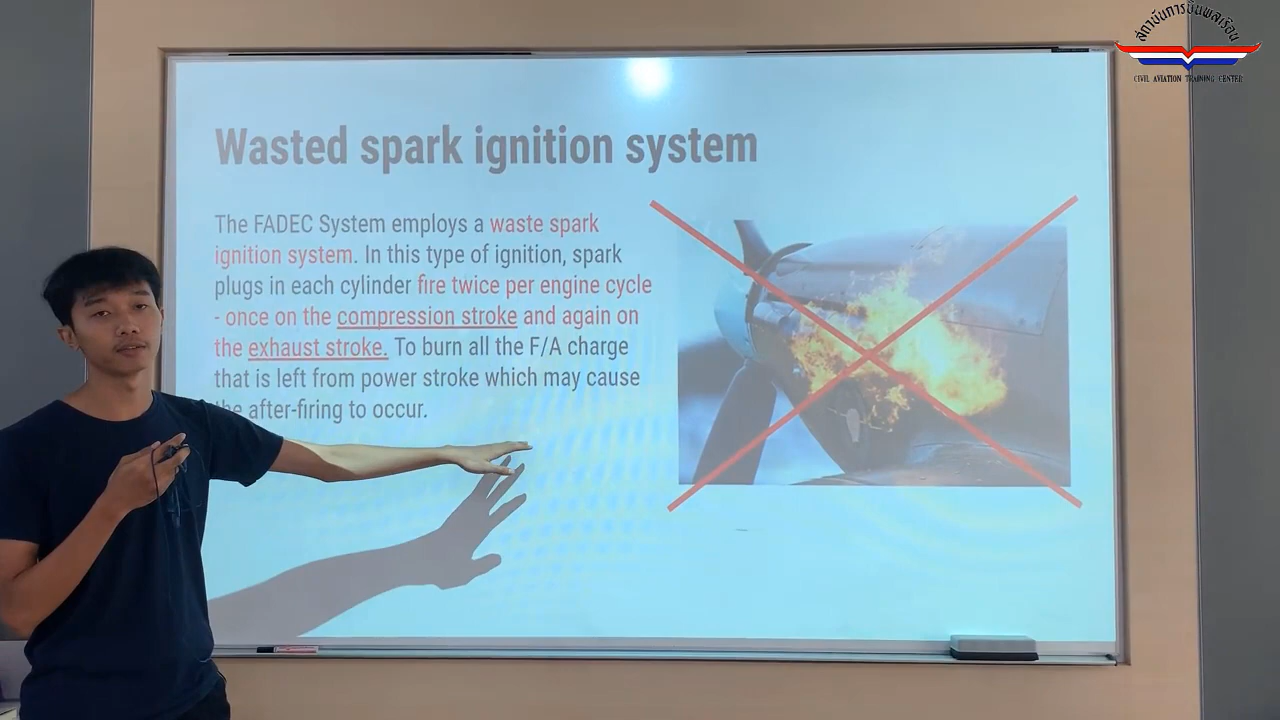 สถาบันการบินพลเรือน
CIVIL AVIATION TRAINING CENTER
Wasted spark ignition system
The FADEC System employs a waste spark
ignition system. In this type of ignition, spark
plugs in each cylinder fire twice per engine cycle
- once on the compression stroke and again on
the exhaust stroke. To burn all the F/A charge
that is left from power stroke which may cause
the after-firing to occur.